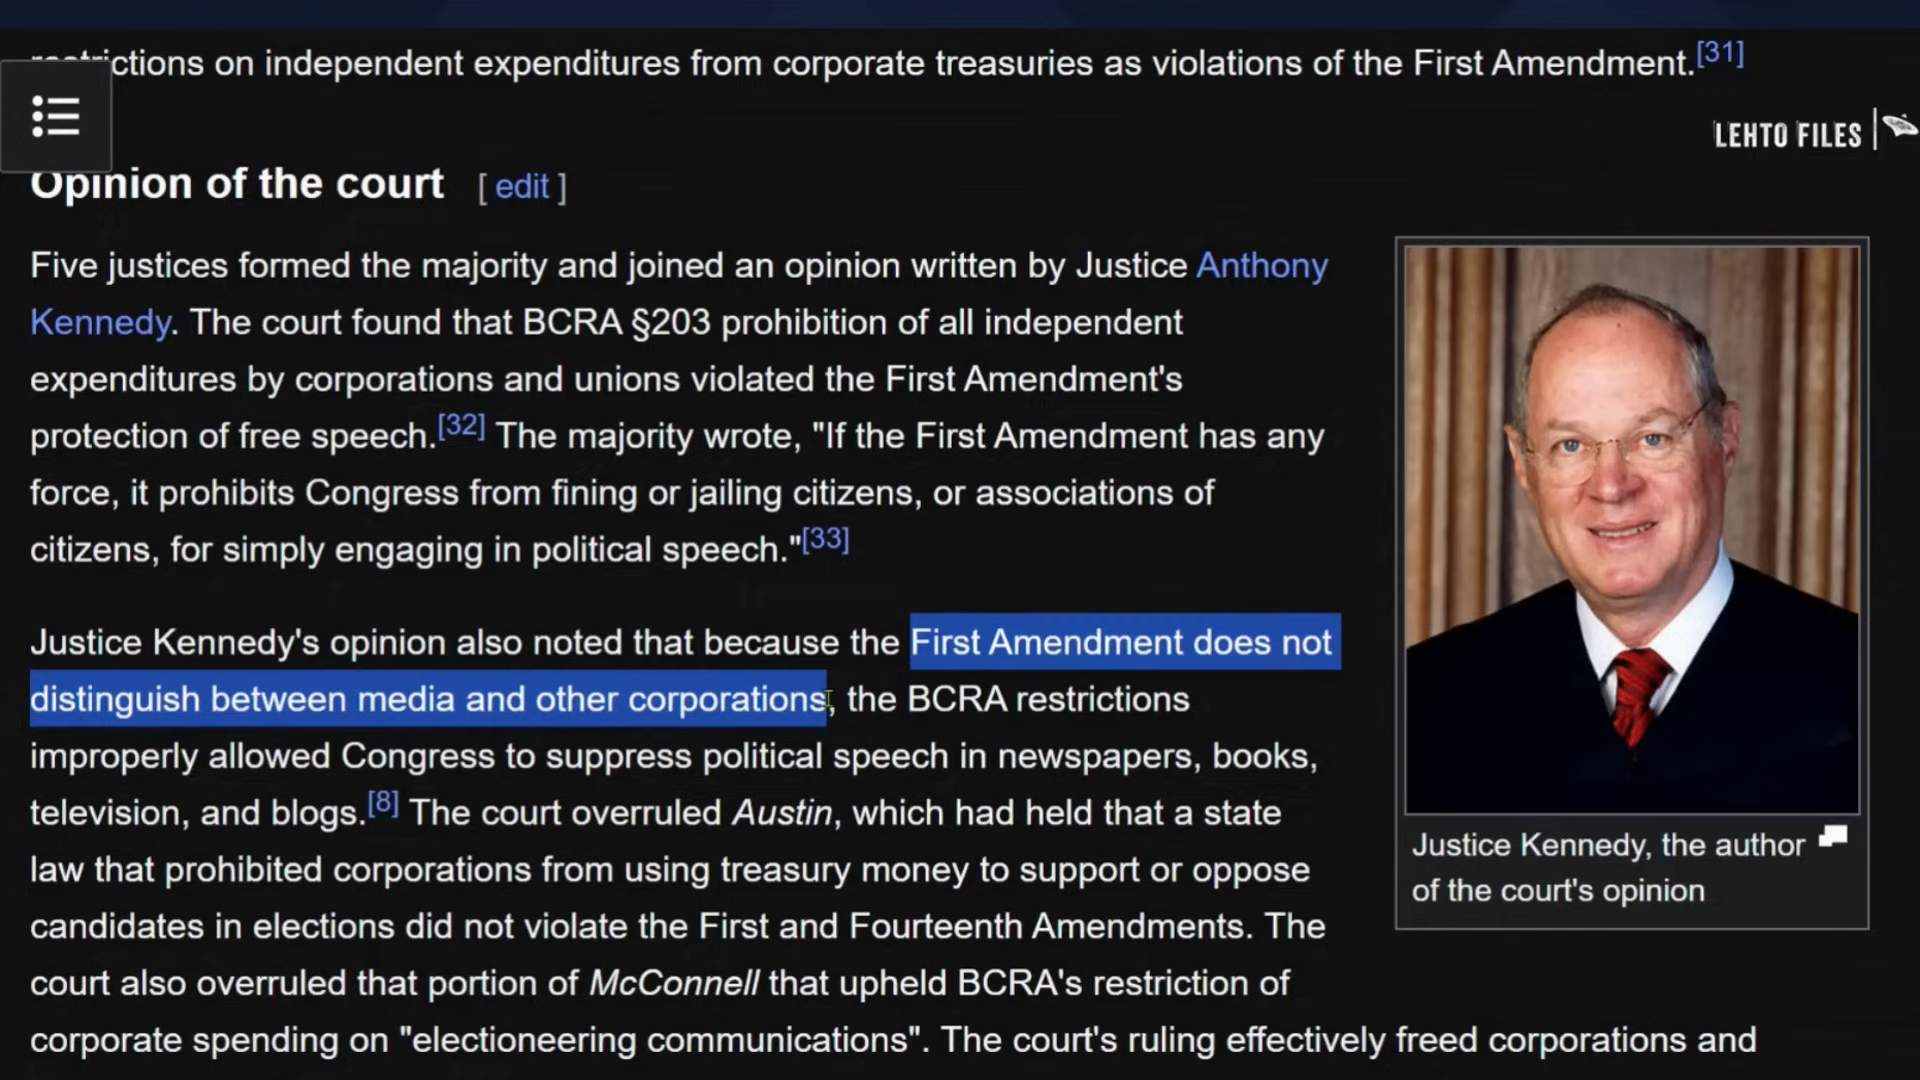 restrictions on independent expenditures from corporate treasuries as violations of the First Amendment.[31]
LEHTO FILES
Opinion of the court [ edit ]
Five justices formed the majority and joined an opinion written by Justice Anthony
Kennedy. The court found that BCRA §203 prohibition of all independent
expenditures by corporations and unions violated the First Amendment's
protection of free speech.[32] The majority wrote, "If the First Amendment has any
force, it prohibits Congress from fining or jailing citizens, or associations of
citizens, for simply engaging in political speech."[33]
Justice Kennedy's opinion also noted that because the First Amendment does not
distinguish between media and other corporations, the BCRA restrictions
improperly allowed Congress to suppress political speech in newspapers, books,
television, and blogs.[8] The court overruled Austin, which had held that a state
law that prohibited corporations from using treasury money to support or oppose
candidates in elections did not violate the First and Fourteenth Amendments. The
court also overruled that portion of McConnell that upheld BCRA's restriction of
corporate spending on "electioneering communications". The court's ruling effectively freed corporations and
Justice Kennedy, the author
of the court's opinion